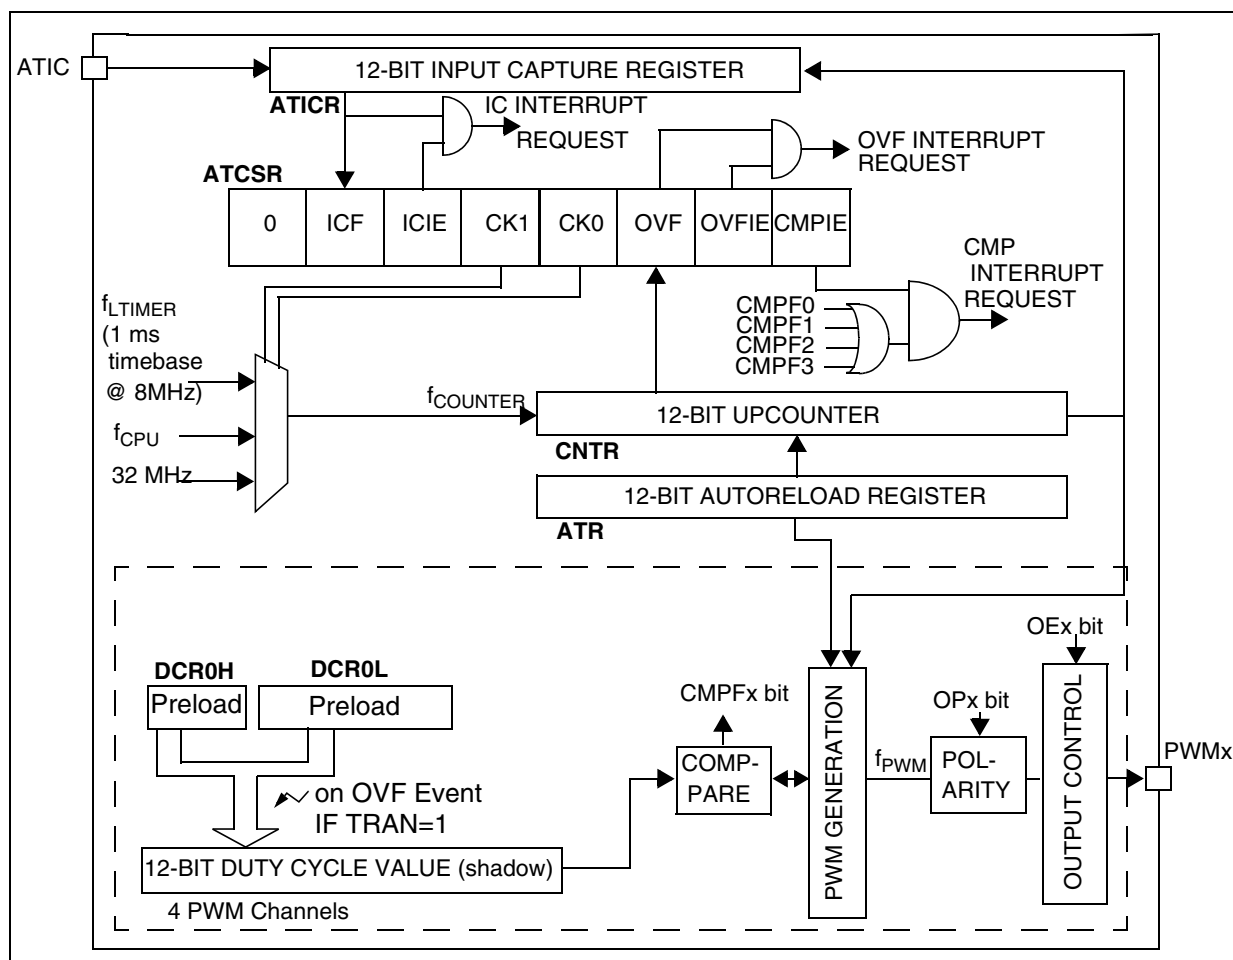 ATIC
12-BIT INPUT CAPTURE REGISTER
ATICR
IC INTERRUPT
REQUEST
OVF INTERRUPT
REQUEST
ATCSR
0
ICF
ICIE
CK1
CK0
OVF
OVFIE
CMPIE
CMP
INTERRUPT
REQUEST
fLTIMER
(1 ms
timebase
@ 8MHz)
CMPF0
CMPF1
CMPF2
CMPF3
fCPU
32 MHz
fCOUNTER
12-BIT UPCOUNTER
CNTR
12-BIT AUTORELOAD REGISTER
ATR
OEx bit
DCR0H
DCR0L
Preload
Preload
CMPFx bit
OPx bit
PWM GENERATION
OUTPUT CONTROL
PWMx
COMP-
PARE
fPWM
POL-
ARITY
on OVF Event
IF TRAN=1
12-BIT DUTY CYCLE VALUE (shadow)
4 PWM Channels